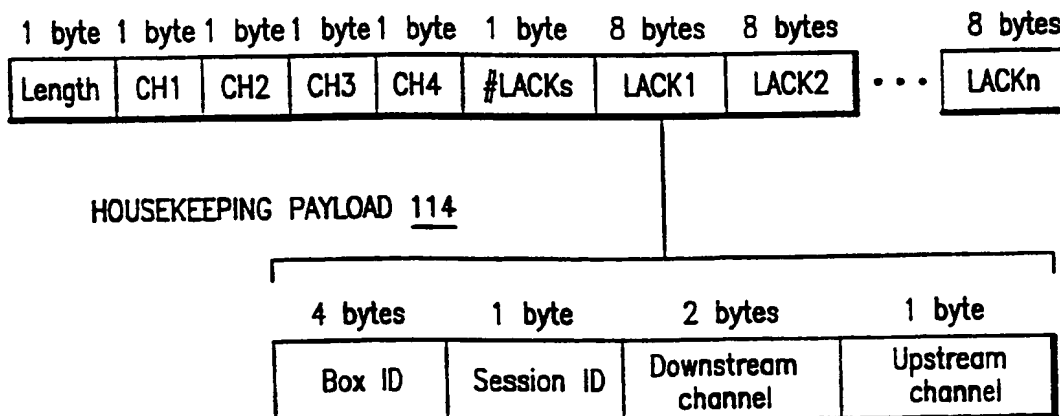 1 byte 1 byte 1 byte 1 byte 1 byte 1 byte 8 bytes 8 bytes 8 bytes
Length CH1 CH2 CH3 CH4 #LACKs LACK1 LACK2 • • • LACKn
HOUSEKEEPING PAYLOAD 114
4 bytes 1 byte 2 bytes 1 byte
Box ID Session ID Downstream channel Upstream channel